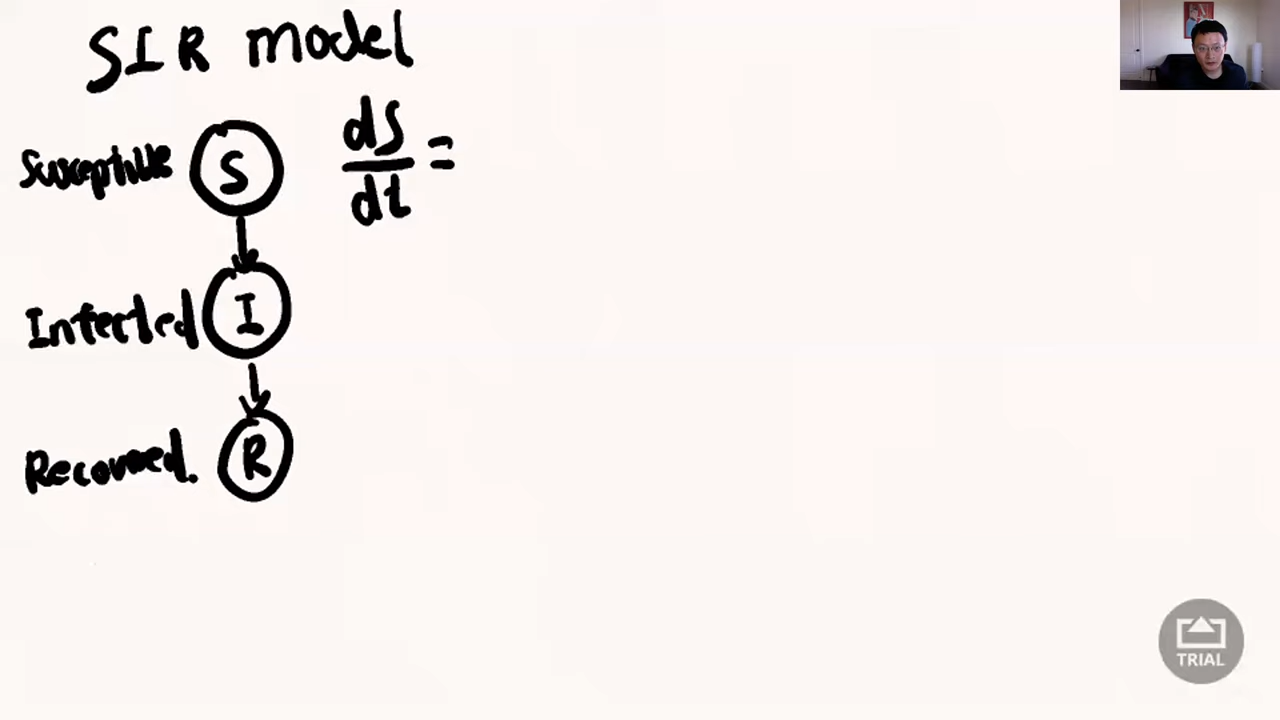 SIR model
Susceptible S
dS/dt =
Infected I
Recovered. R
TRIAL